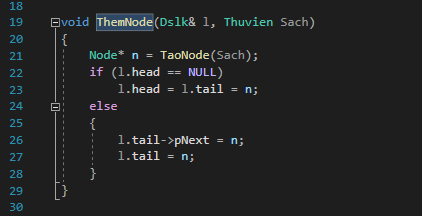 18
19 void ThemNode(Dslk& l, Thuvien Sach)
20 {
21 Node* n = TaoNode(Sach);
22 if (l.head == NULL)
23 l.head = l.tail = n;
24 else
25 {
26 l.tail->pNext = n;
27 l.tail = n;
28 }
29 }
30